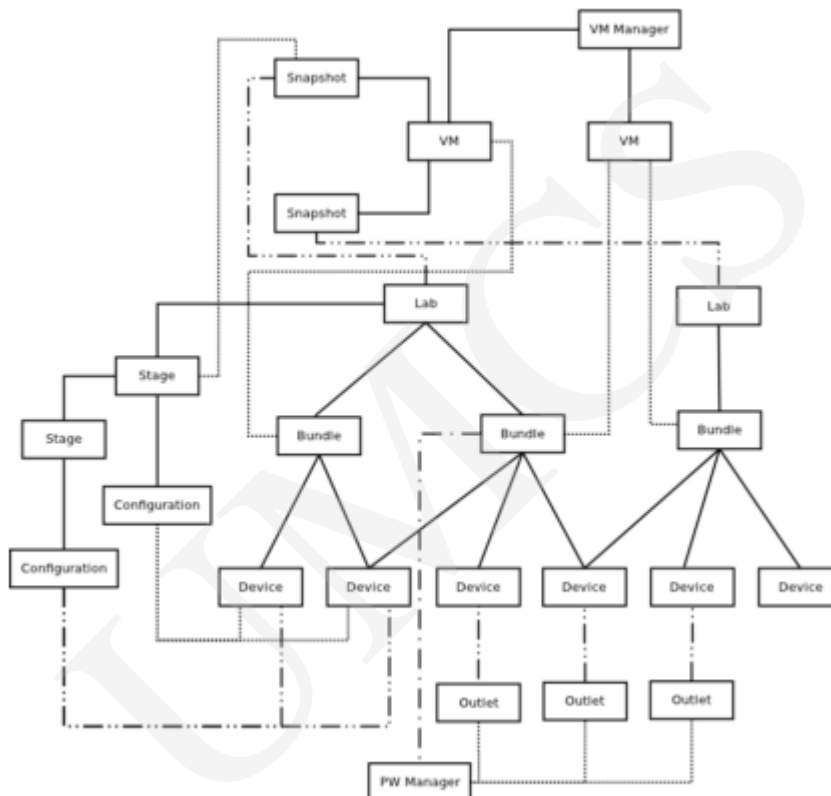 VM Manager
Snapshot
VM
VM
Snapshot
Lab
Lab
Stage
Stage
Bundle
Bundle
Bundle
Configuration
Configuration
Device
Device
Device
Device
Device
Device
Outlet
Outlet
Outlet
PW Manager
UMCS